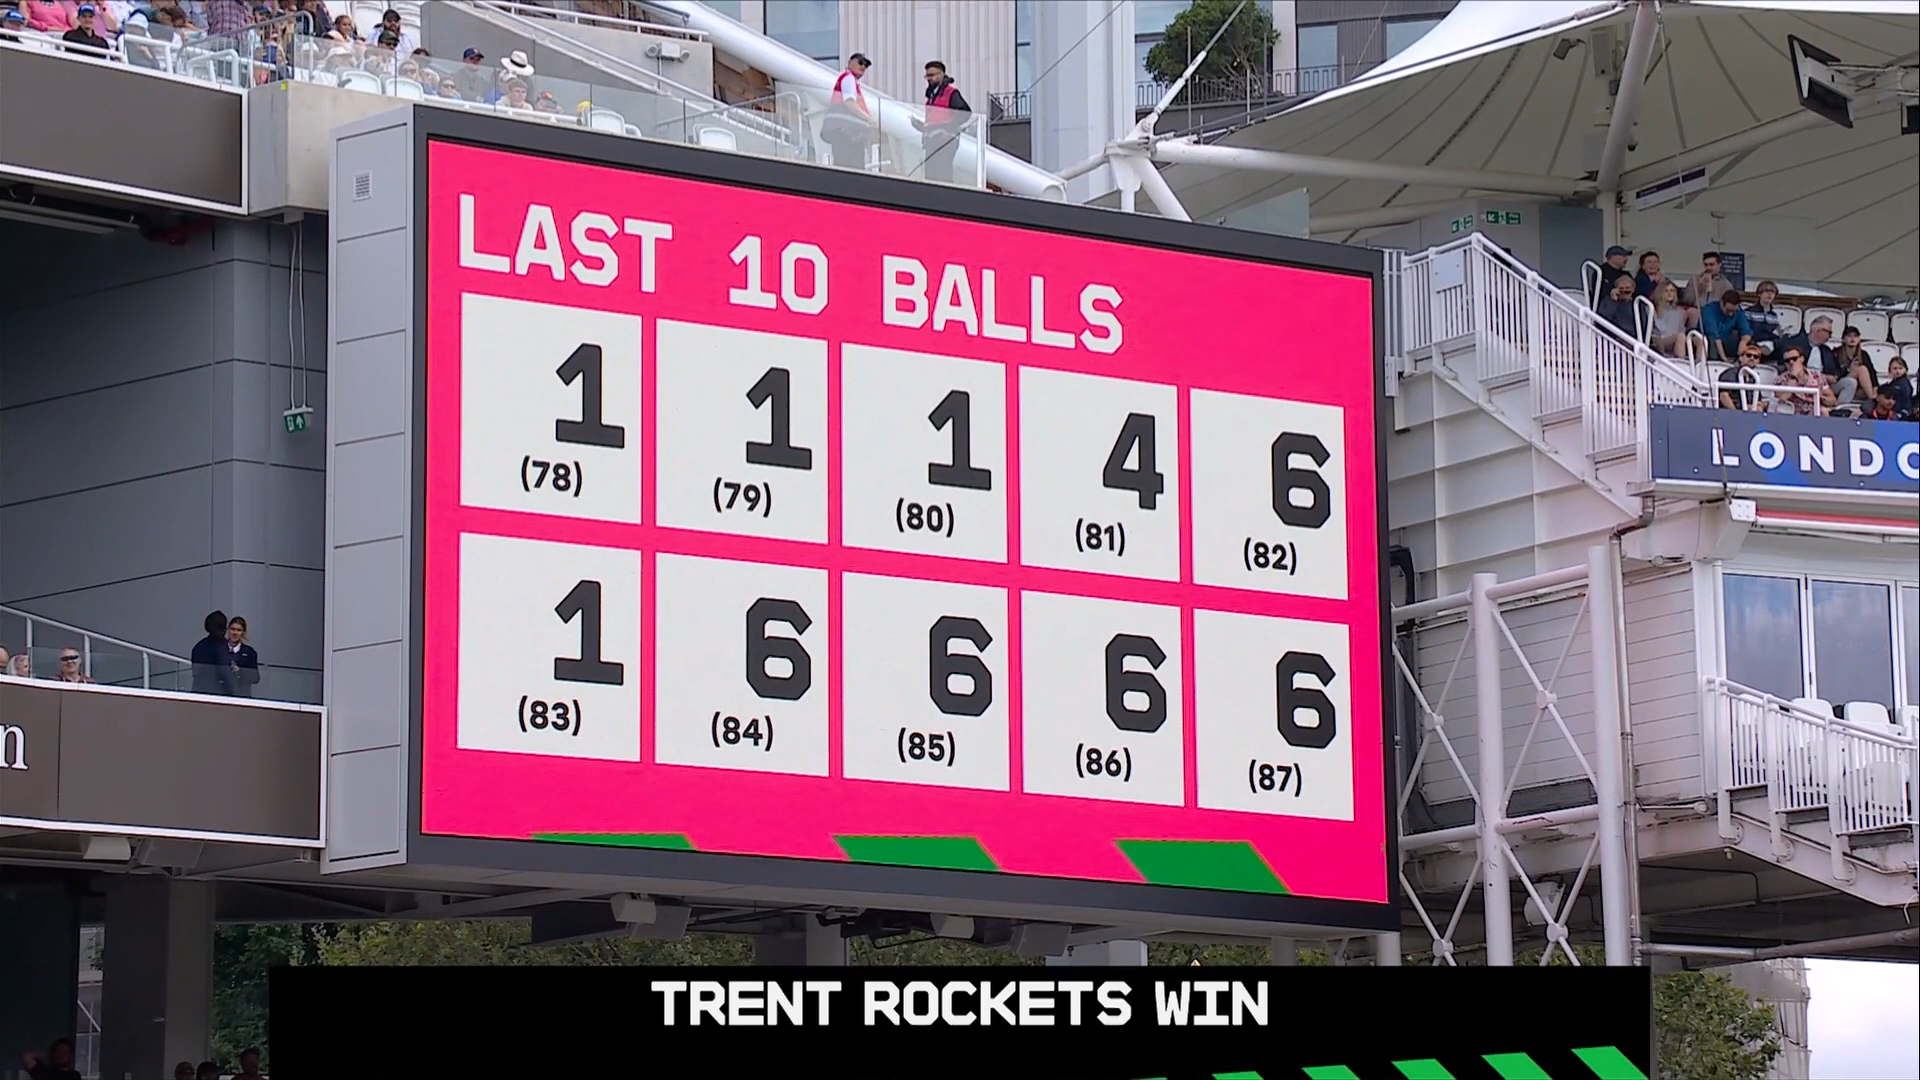 LAST 10 BALLS
1 1 1 4 6
(78) (79) (80) (81) (82)
1 6 6 6 6
(83) (84) (85) (86) (87)
LONDO
n
TRENT ROCKETS WIN